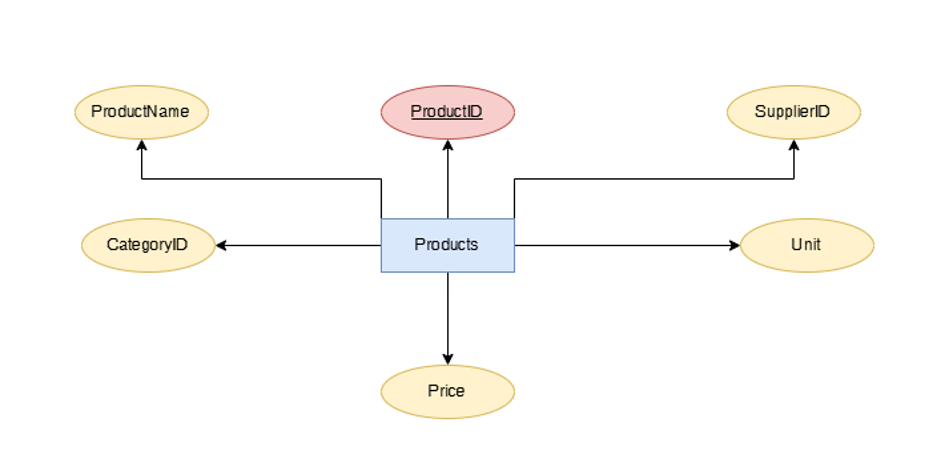 ProductName
ProductID
SupplierID
CategoryID
Products
Unit
Price